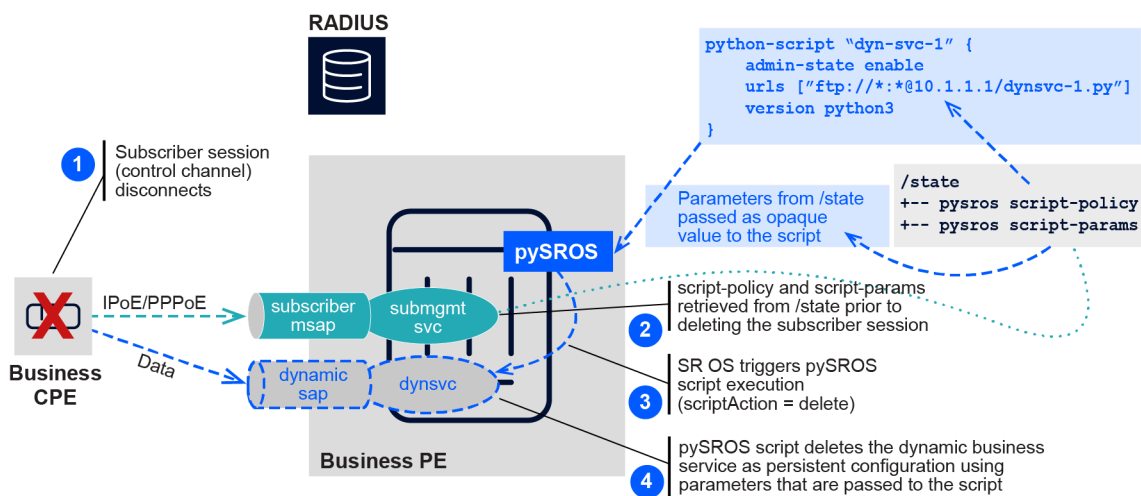 RADIUS
python-script “dyn-svc-1” {
admin-state enable
urls [”ftp://*:*@10.1.1.1/dynsvc-1.py”]
version python3
}
1
Subscriber session
(control channel)
disconnects
/state
+-- pysros script-policy
+-- pysros script-params
Parameters from /state
passed as opaque
value to the script
pySROS
IPoE/PPPoE
subscriber
msap
submgmt
svc
2
script-policy and script-params
retrieved from /state prior to
deleting the subscriber session
Business
CPE
Data
dynamic
sap
dynsvc
3
SR OS triggers pySROS
script execution
(scriptAction = delete)
Business PE
4
pySROS script deletes the dynamic business
service as persistent configuration using
parameters that are passed to the script